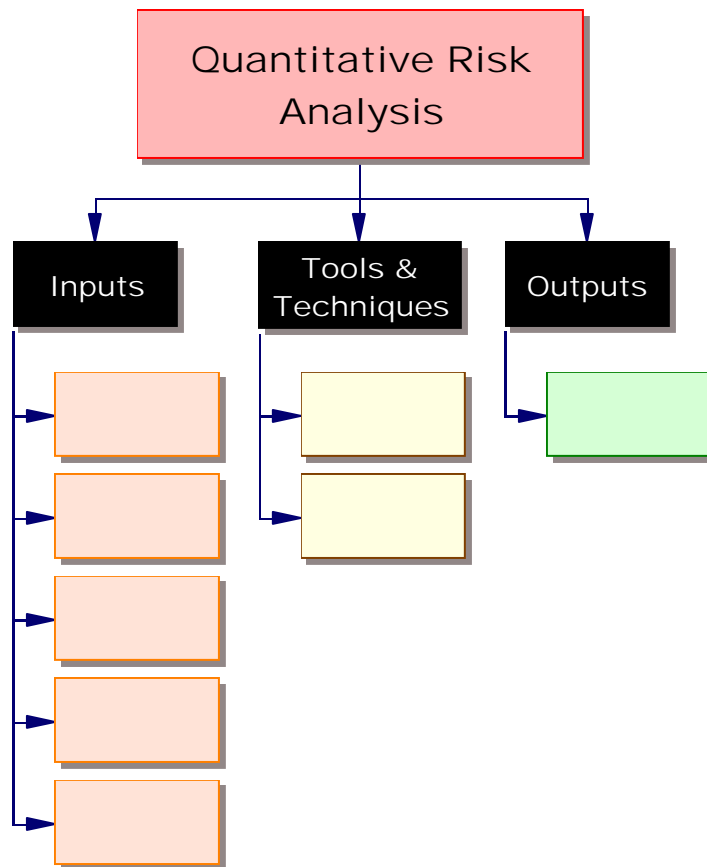 Quantitative Risk
Analysis
Inputs
Tools &
Techniques
Outputs